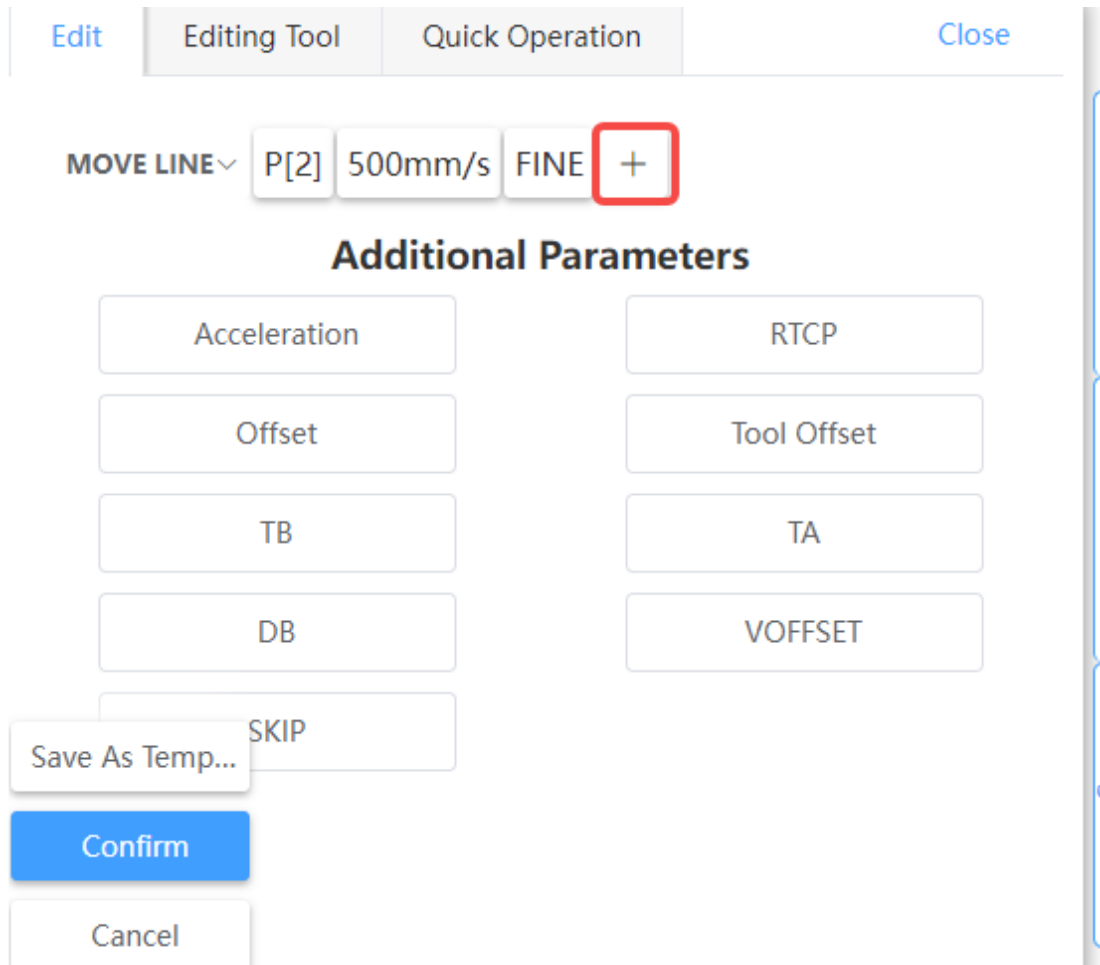 Edit Editing Tool Quick Operation Close
MOVE LINE P[2] 500mm/s FINE +
Additional Parameters
Acceleration RTCP
Offset Tool Offset
TB TA
DB VOFFSET
SKIP
Save As Temp...
Confirm
Cancel